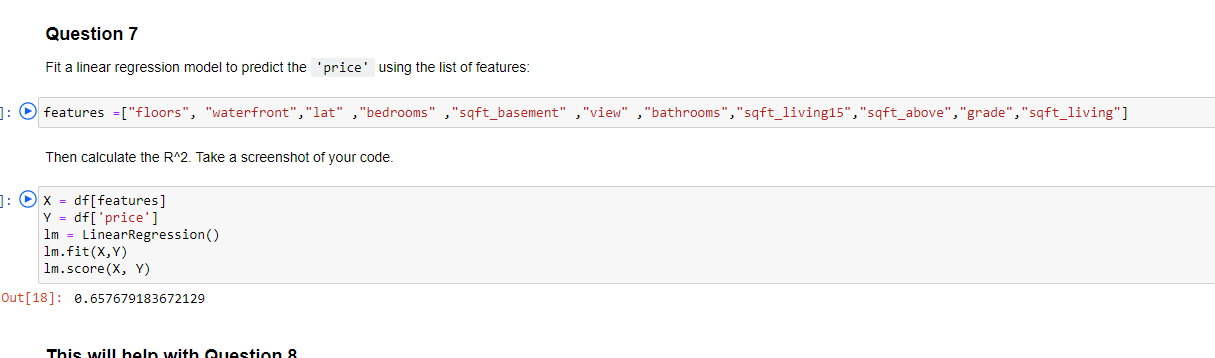 Question 7
Fit a linear regression model to predict the 'price' using the list of features:
]: features =["floors", "waterfront","lat" ,"bedrooms" ,"sqft_basement" ,"view" ,"bathrooms","sqft_living15","sqft_above","grade","sqft_living"]
Then calculate the R^2. Take a screenshot of your code.
]: X = df[features]
Y = df['price']
lm = LinearRegression()
lm.fit(X,Y)
lm.score(X, Y)
Out[18]: 0.657679183672129
This will help with Question 8